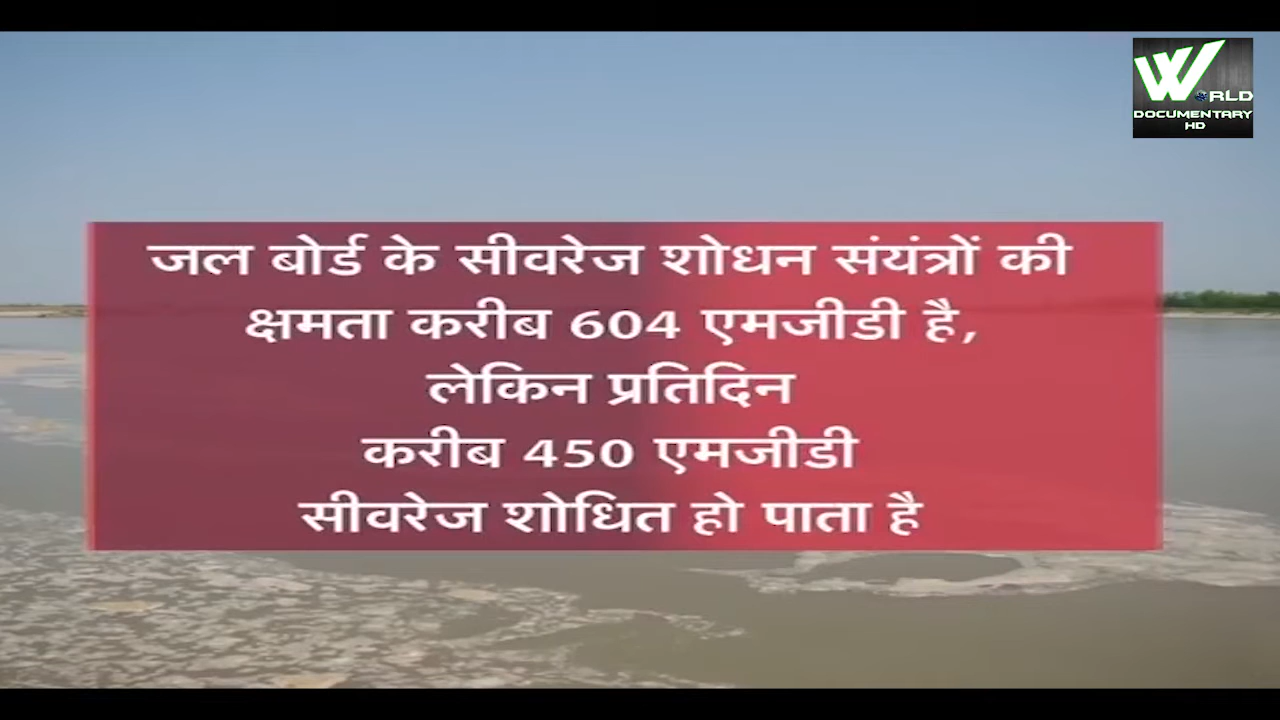 WORLD
DOCUMENTARY
HD
जल बोर्ड के सीवरेज शोधन संयंत्रों की
क्षमता करीब 604 एमजीडी है,
लेकिन प्रतिदिन
करीब 450 एमजीडी
सीवरेज शोधित हो पाता है